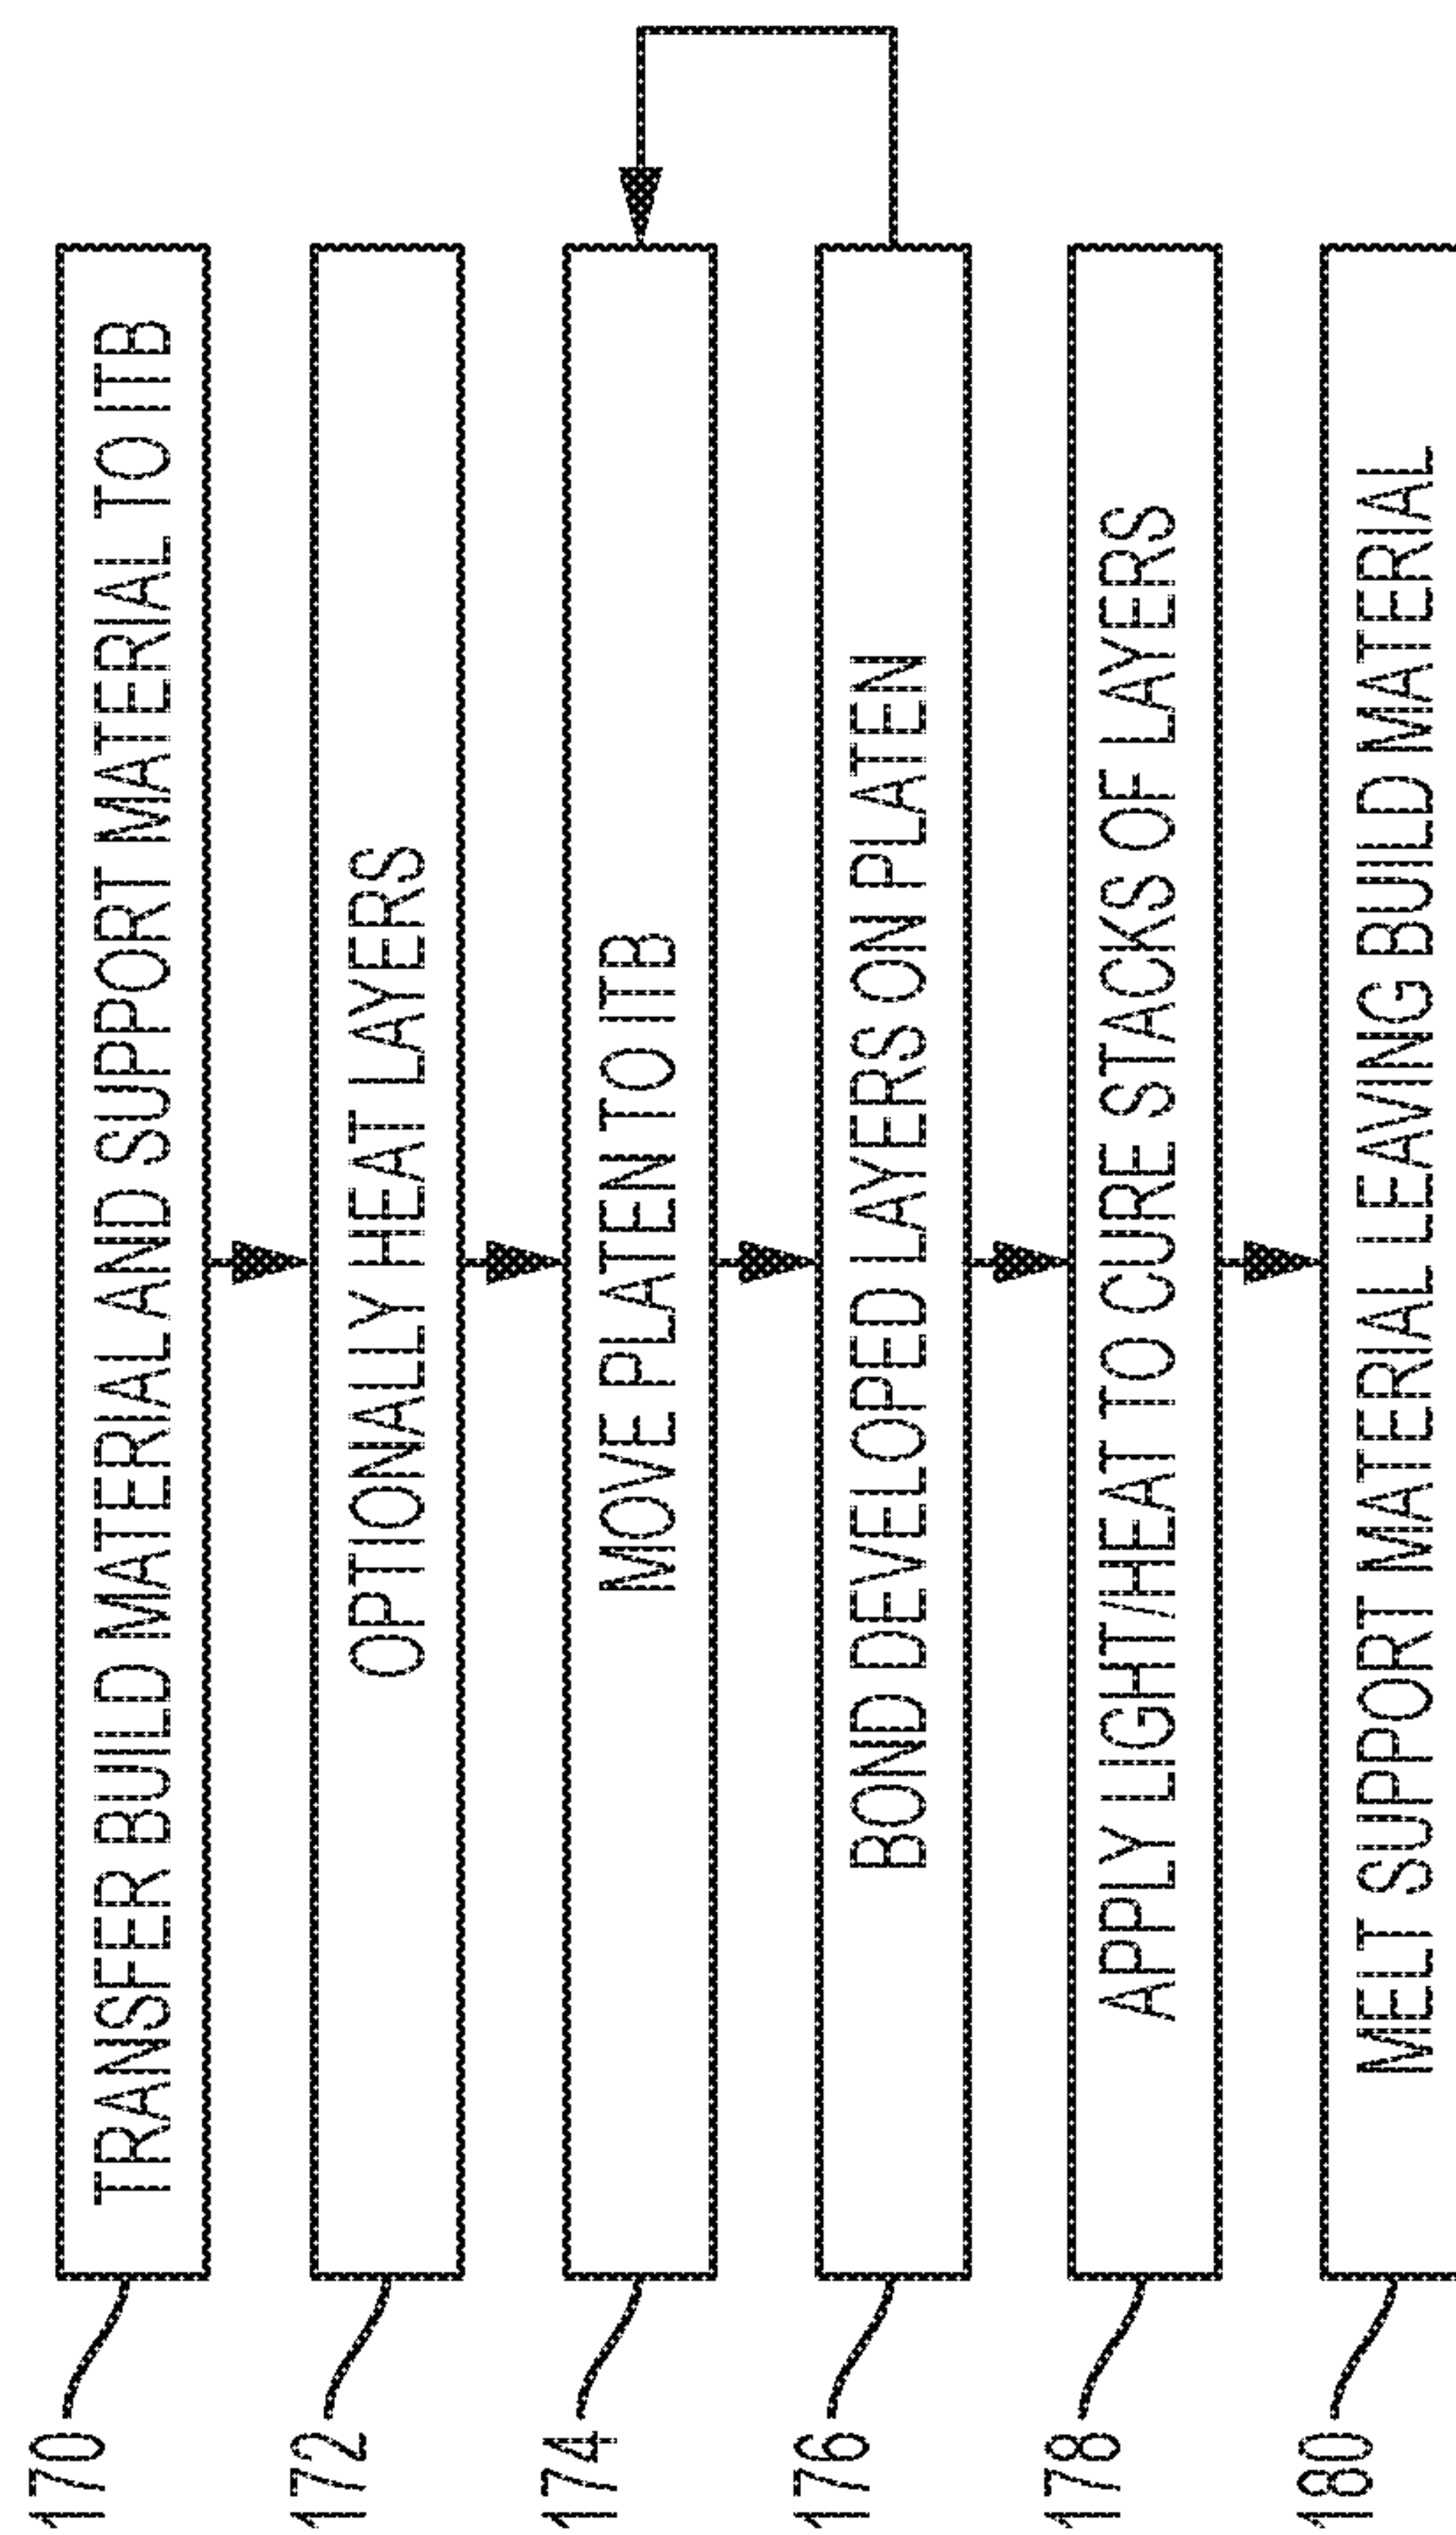 170
TRANSFER BUILD MATERIAL AND SUPPORT MATERIAL TO ITB
172
OPTIONALLY HEAT LAYERS
174
MOVE PLATEN TO ITB
176
BOND DEVELOPED LAYERS ON PLATEN
178
APPLY LIGHT/HEAT TO CURE STACKS OF LAYERS
180
MELT SUPPORT MATERIAL LEAVING BUILD MATERIAL